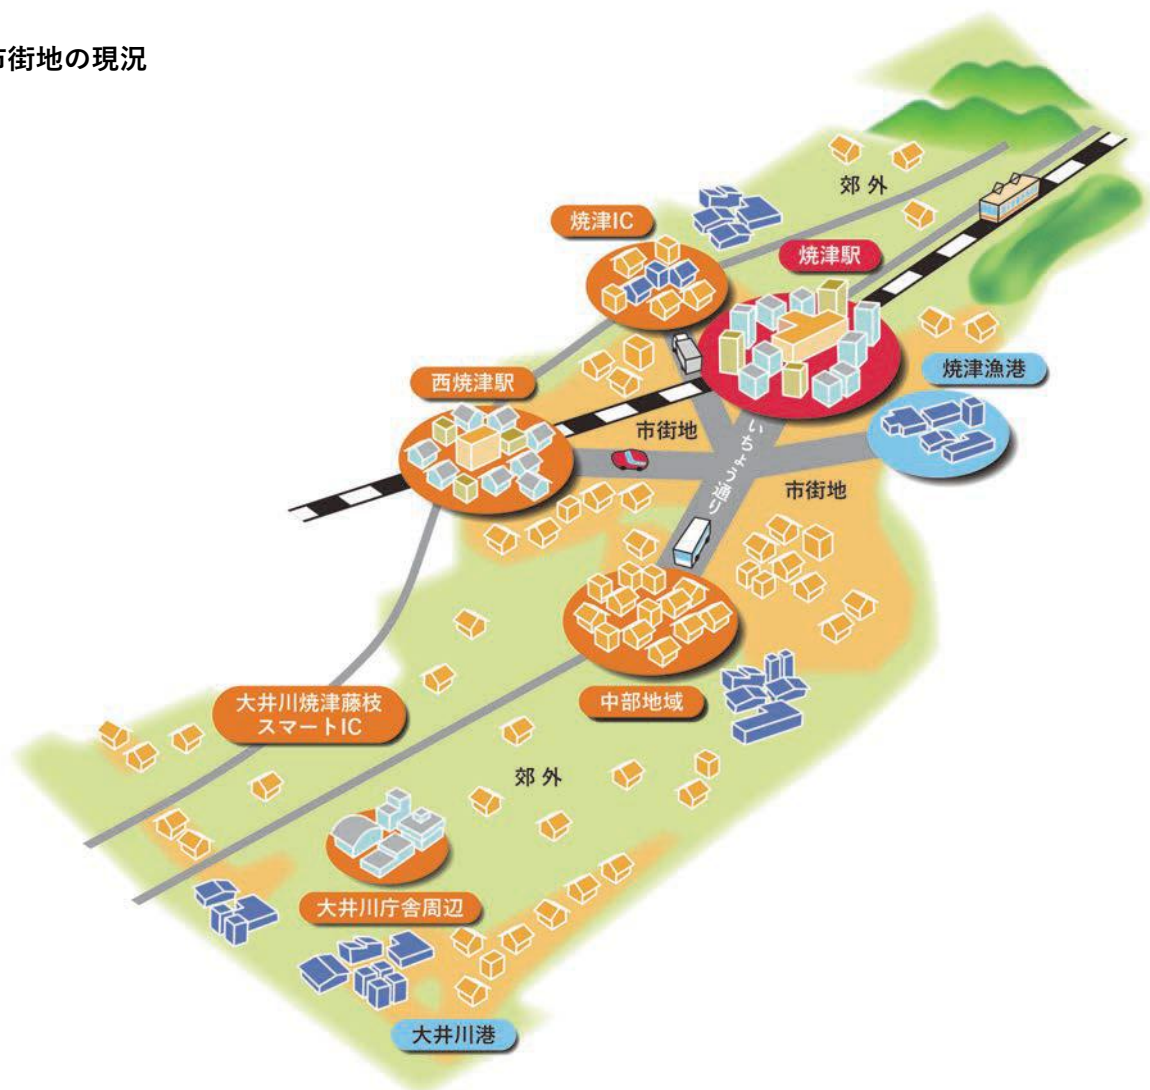 市街地の現況
郊外
焼津IC
焼津駅
焼津漁港
西焼津駅
市街地
いちょう通り
市街地
大井川焼津藤枝
スマートIC
中部地域
郊外
大井川庁舎周辺
大井川港